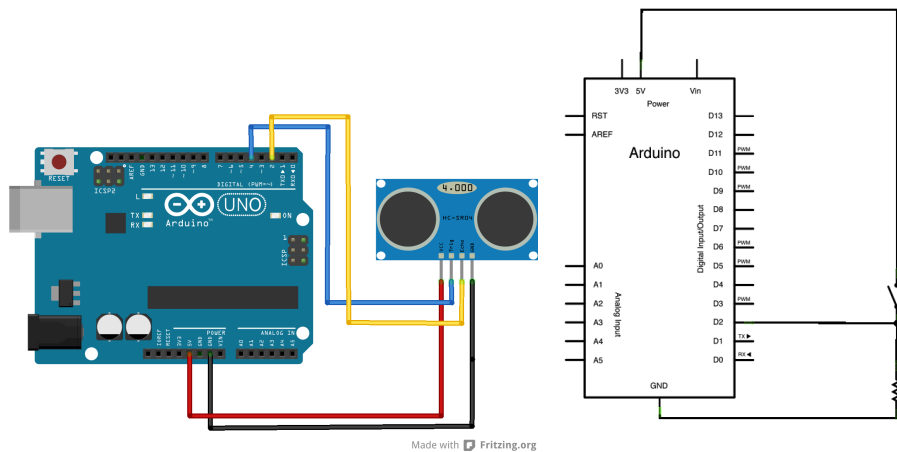 RESET
ICSP2
AREF
GND
13
12
~11
~10
~9
8
7
~6
~5
4
~3
2
TX▶1
RX◀0
DIGITAL (PWM~)
L
TX
RX
Arduino™
UNO
ON
1
ICSP
IOREF
RESET
3V3
5V
GND
GND
VIN
POWER
ANALOG IN
A0
A1
A2
A3
A4
A5
4.000
HC-SR04
VCC
Trig
Echo
GND
3V3 5V Vin
Power
RST
AREF
Arduino
D13
D12
D11 PWM
D10 PWM
D9 PWM
D8
D7
D6 PWM
D5 PWM
D4
D3 PWM
D2
D1 TX▶
D0 RX◀
Digital Input/Output
A0
A1
A2
A3
A4
A5
Analog Input
GND
Made with Fritzing.org